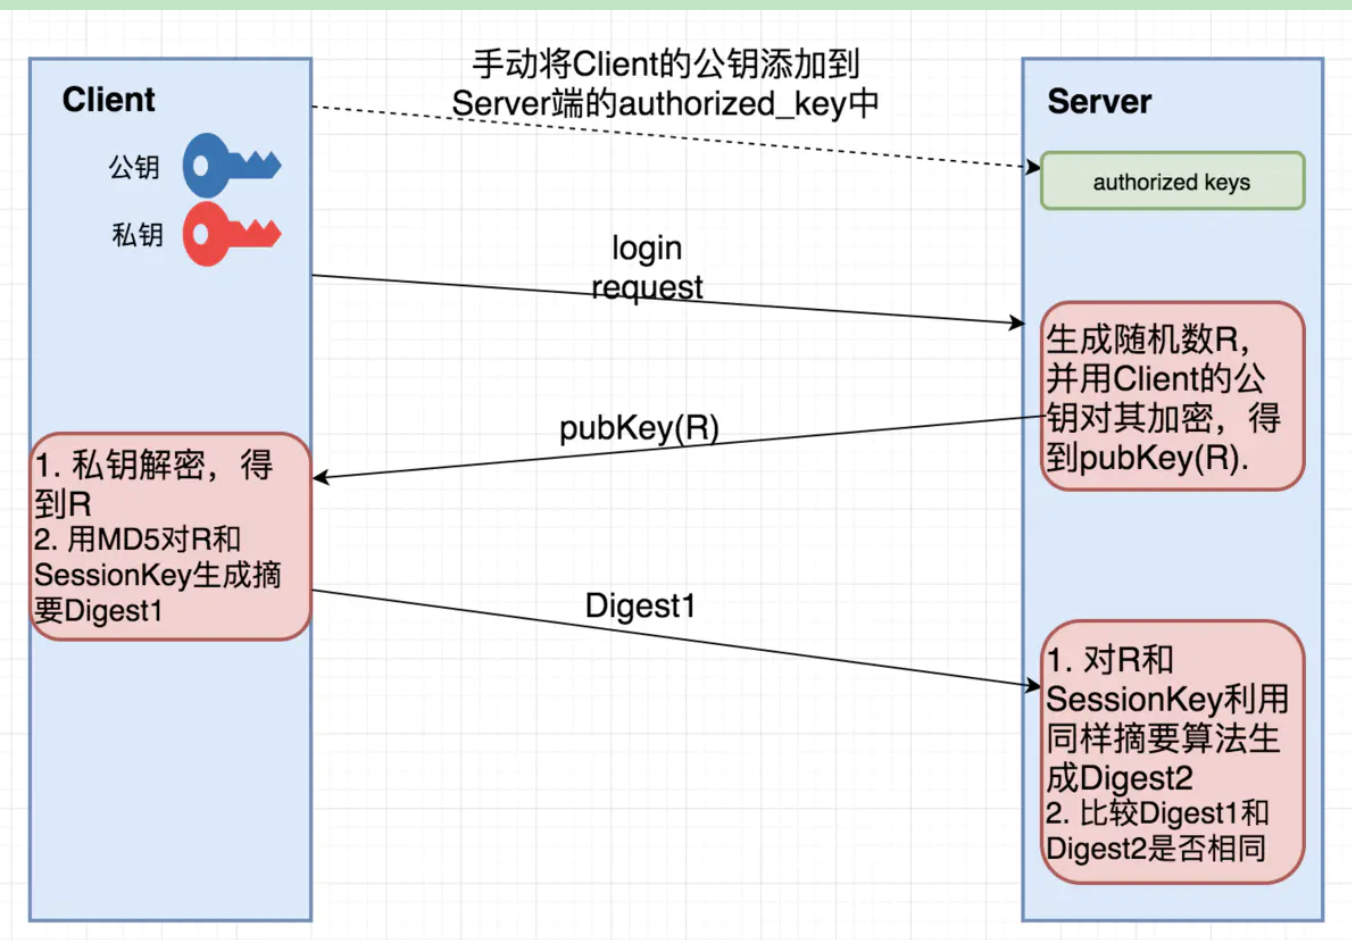 手动将Client的公钥添加到
Server端的authorized_key中
Client
公钥
私钥
Server
authorized keys
login
request
生成随机数R，
并用Client的公
钥对其加密，得
到pubKey(R).
pubKey(R)
1. 私钥解密，得
到R
2. 用MD5对R和
SessionKey生成摘
要Digest1
Digest1
1. 对R和
SessionKey利用
同样摘要算法生
成Digest2
2. 比较Digest1和
Digest2是否相同